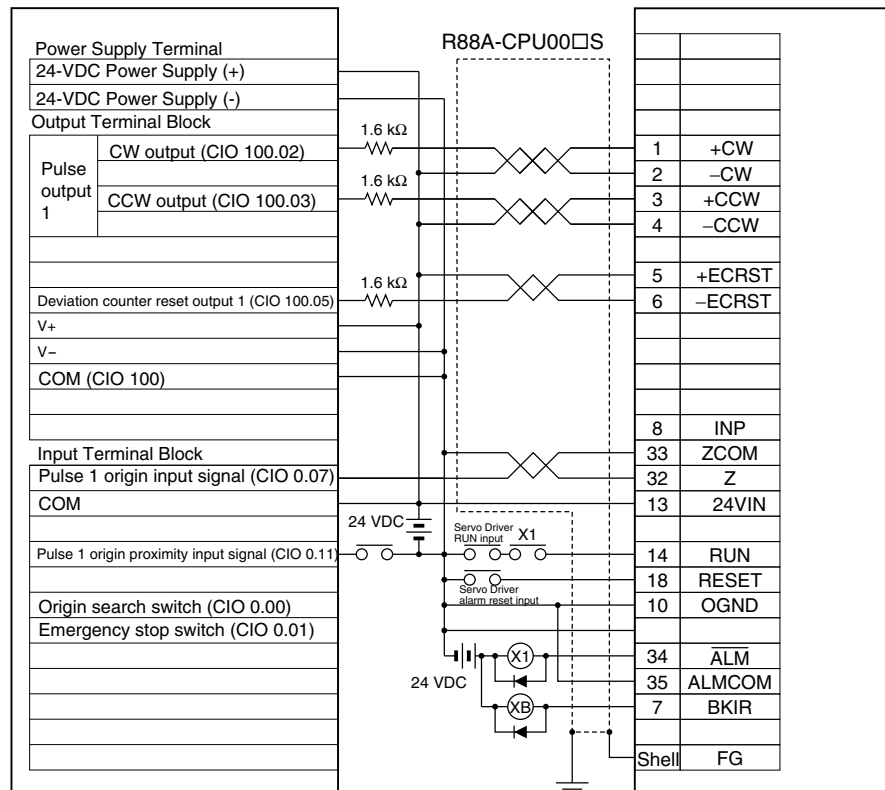 R88A-CPU00□S
Power Supply Terminal
24-VDC Power Supply (+)
24-VDC Power Supply (-)
Output Terminal Block
Pulse output 1
CW output (CIO 100.02)
1.6 kΩ
1 +CW
2 −CW
CCW output (CIO 100.03)
1.6 kΩ
3 +CCW
4 −CCW
5 +ECRST
Deviation counter reset output 1 (CIO 100.05)
1.6 kΩ
6 −ECRST
V+
V−
COM (CIO 100)
8 INP
Input Terminal Block
33 ZCOM
Pulse 1 origin input signal (CIO 0.07)
32 Z
COM
13 24VIN
24 VDC
Servo Driver
RUN input
X1
Pulse 1 origin proximity input signal (CIO 0.11)
14 RUN
18 RESET
Servo Driver
alarm reset input
Origin search switch (CIO 0.00)
10 OGND
Emergency stop switch (CIO 0.01)
24 VDC
X1
34 ALM
35 ALMCOM
XB
7 BKIR
Shell FG